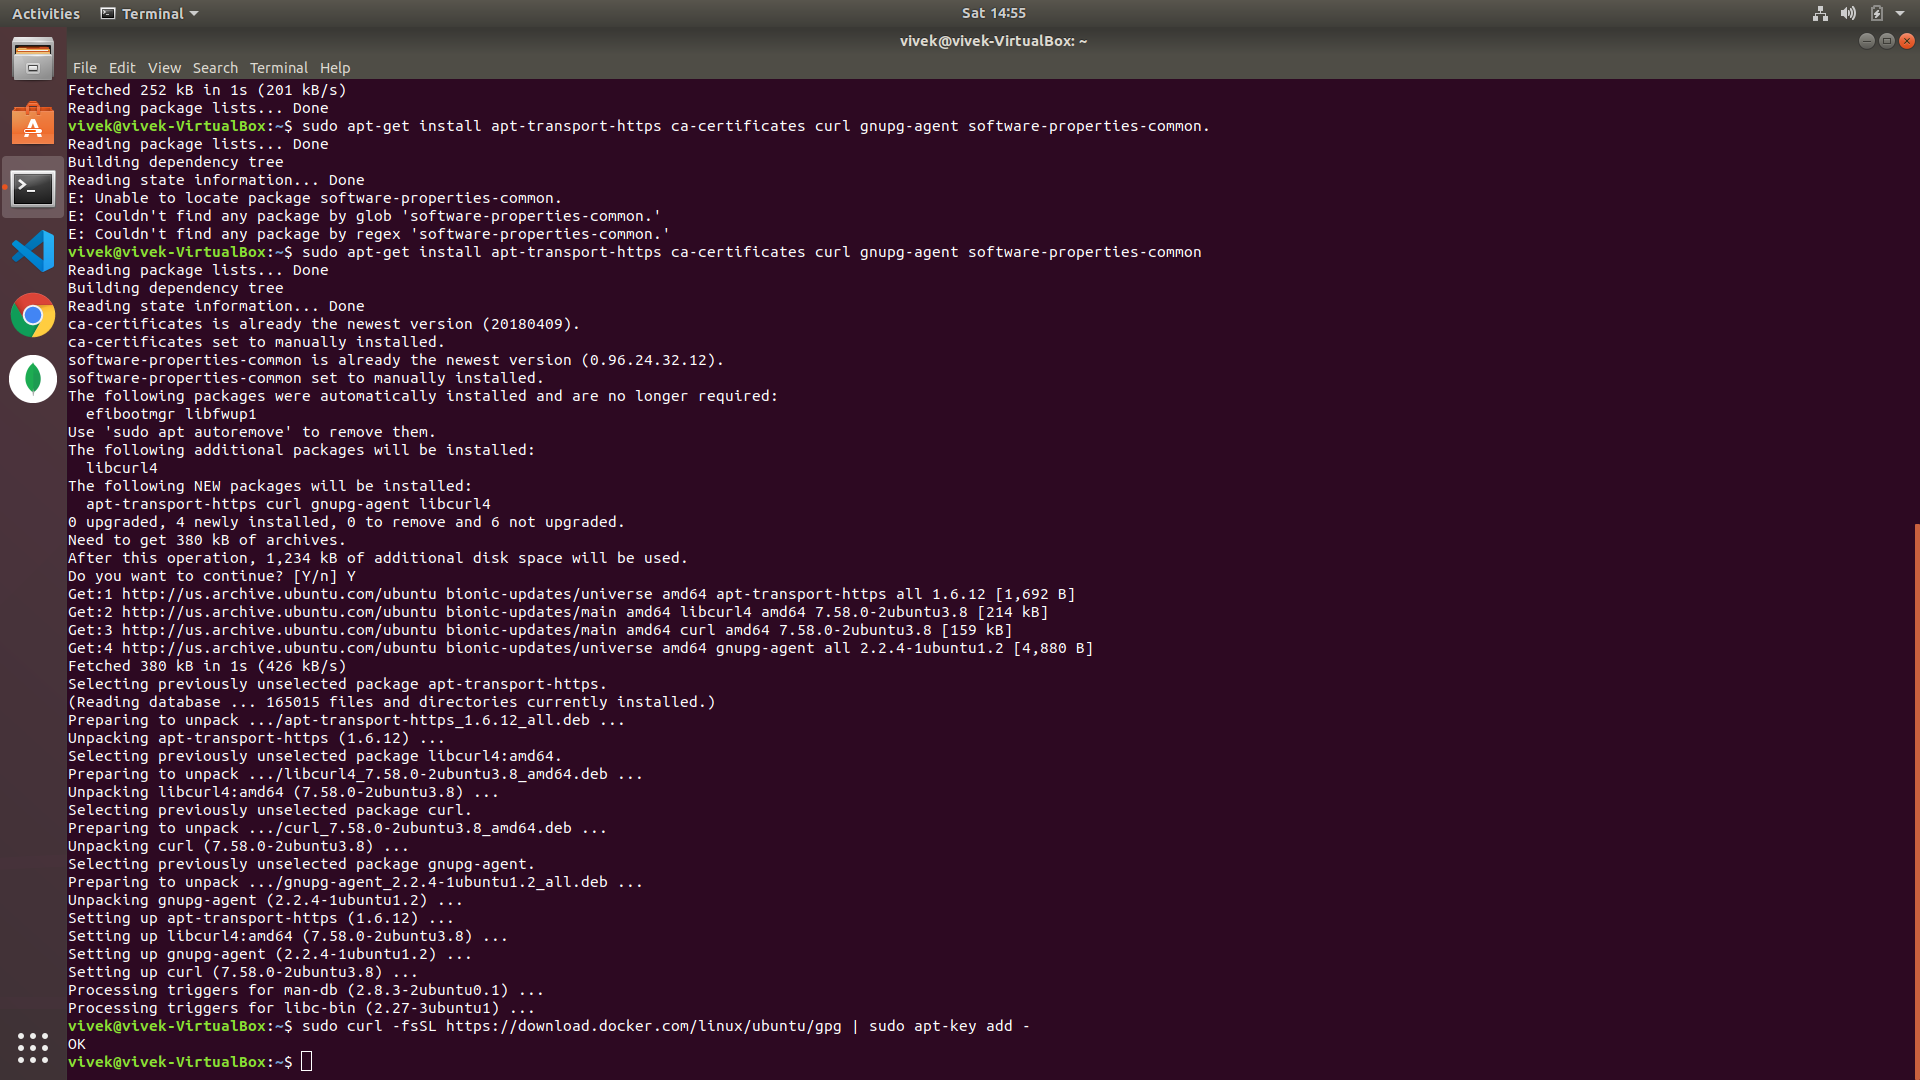 Activities Terminal Sat 14:55
vivek@vivek-VirtualBox: ~
File Edit View Search Terminal Help
Fetched 252 kB in 1s (201 kB/s)
Reading package lists... Done
vivek@vivek-VirtualBox:~$ sudo apt-get install apt-transport-https ca-certificates curl gnupg-agent software-properties-common.
Reading package lists... Done
Building dependency tree
Reading state information... Done
E: Unable to locate package software-properties-common.
E: Couldn't find any package by glob 'software-properties-common.'
E: Couldn't find any package by regex 'software-properties-common.'
vivek@vivek-VirtualBox:~$ sudo apt-get install apt-transport-https ca-certificates curl gnupg-agent software-properties-common
Reading package lists... Done
Building dependency tree
Reading state information... Done
ca-certificates is already the newest version (20180409).
ca-certificates set to manually installed.
software-properties-common is already the newest version (0.96.24.32.12).
software-properties-common set to manually installed.
The following packages were automatically installed and are no longer required:
  efibootmgr libfwup1
Use 'sudo apt autoremove' to remove them.
The following additional packages will be installed:
  libcurl4
The following NEW packages will be installed:
  apt-transport-https curl gnupg-agent libcurl4
0 upgraded, 4 newly installed, 0 to remove and 6 not upgraded.
Need to get 380 kB of archives.
After this operation, 1,234 kB of additional disk space will be used.
Do you want to continue? [Y/n] Y
Get:1 http://us.archive.ubuntu.com/ubuntu bionic-updates/universe amd64 apt-transport-https all 1.6.12 [1,692 B]
Get:2 http://us.archive.ubuntu.com/ubuntu bionic-updates/main amd64 libcurl4 amd64 7.58.0-2ubuntu3.8 [214 kB]
Get:3 http://us.archive.ubuntu.com/ubuntu bionic-updates/main amd64 curl amd64 7.58.0-2ubuntu3.8 [159 kB]
Get:4 http://us.archive.ubuntu.com/ubuntu bionic-updates/universe amd64 gnupg-agent all 2.2.4-1ubuntu1.2 [4,880 B]
Fetched 380 kB in 1s (426 kB/s)
Selecting previously unselected package apt-transport-https.
(Reading database ... 165015 files and directories currently installed.)
Preparing to unpack .../apt-transport-https_1.6.12_all.deb ...
Unpacking apt-transport-https (1.6.12) ...
Selecting previously unselected package libcurl4:amd64.
Preparing to unpack .../libcurl4_7.58.0-2ubuntu3.8_amd64.deb ...
Unpacking libcurl4:amd64 (7.58.0-2ubuntu3.8) ...
Selecting previously unselected package curl.
Preparing to unpack .../curl_7.58.0-2ubuntu3.8_amd64.deb ...
Unpacking curl (7.58.0-2ubuntu3.8) ...
Selecting previously unselected package gnupg-agent.
Preparing to unpack .../gnupg-agent_2.2.4-1ubuntu1.2_all.deb ...
Unpacking gnupg-agent (2.2.4-1ubuntu1.2) ...
Setting up apt-transport-https (1.6.12) ...
Setting up libcurl4:amd64 (7.58.0-2ubuntu3.8) ...
Setting up gnupg-agent (2.2.4-1ubuntu1.2) ...
Setting up curl (7.58.0-2ubuntu3.8) ...
Processing triggers for man-db (2.8.3-2ubuntu0.1) ...
Processing triggers for libc-bin (2.27-3ubuntu1) ...
vivek@vivek-VirtualBox:~$ sudo curl -fsSL https://download.docker.com/linux/ubuntu/gpg | sudo apt-key add -
OK
vivek@vivek-VirtualBox:~$